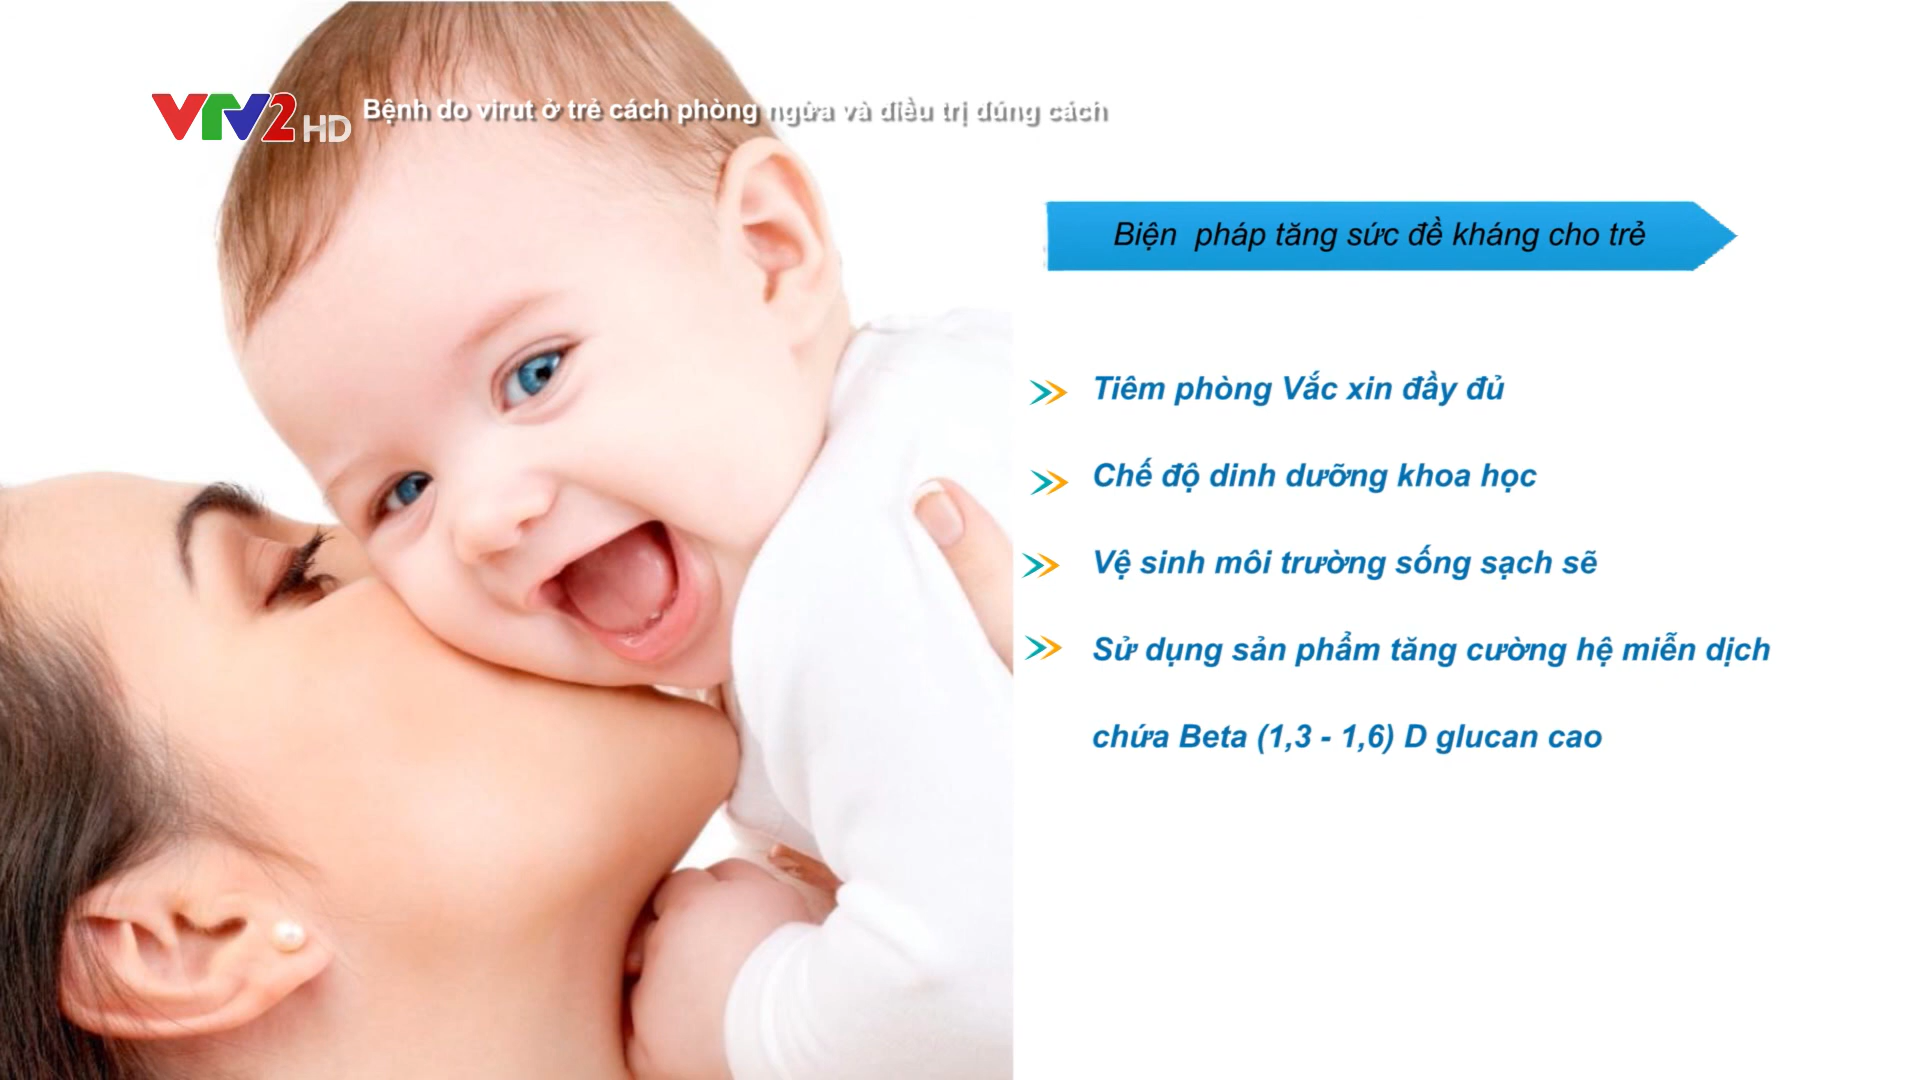 VTV2 HD
Bệnh do virut ở trẻ cách phòng ngừa và điều trị đúng cách
Biện pháp tăng sức đề kháng cho trẻ
Tiêm phòng Vắc xin đầy đủ
Chế độ dinh dưỡng khoa học
Vệ sinh môi trường sống sạch sẽ
Sử dụng sản phẩm tăng cường hệ miễn dịch
chứa Beta (1,3 - 1,6) D glucan cao